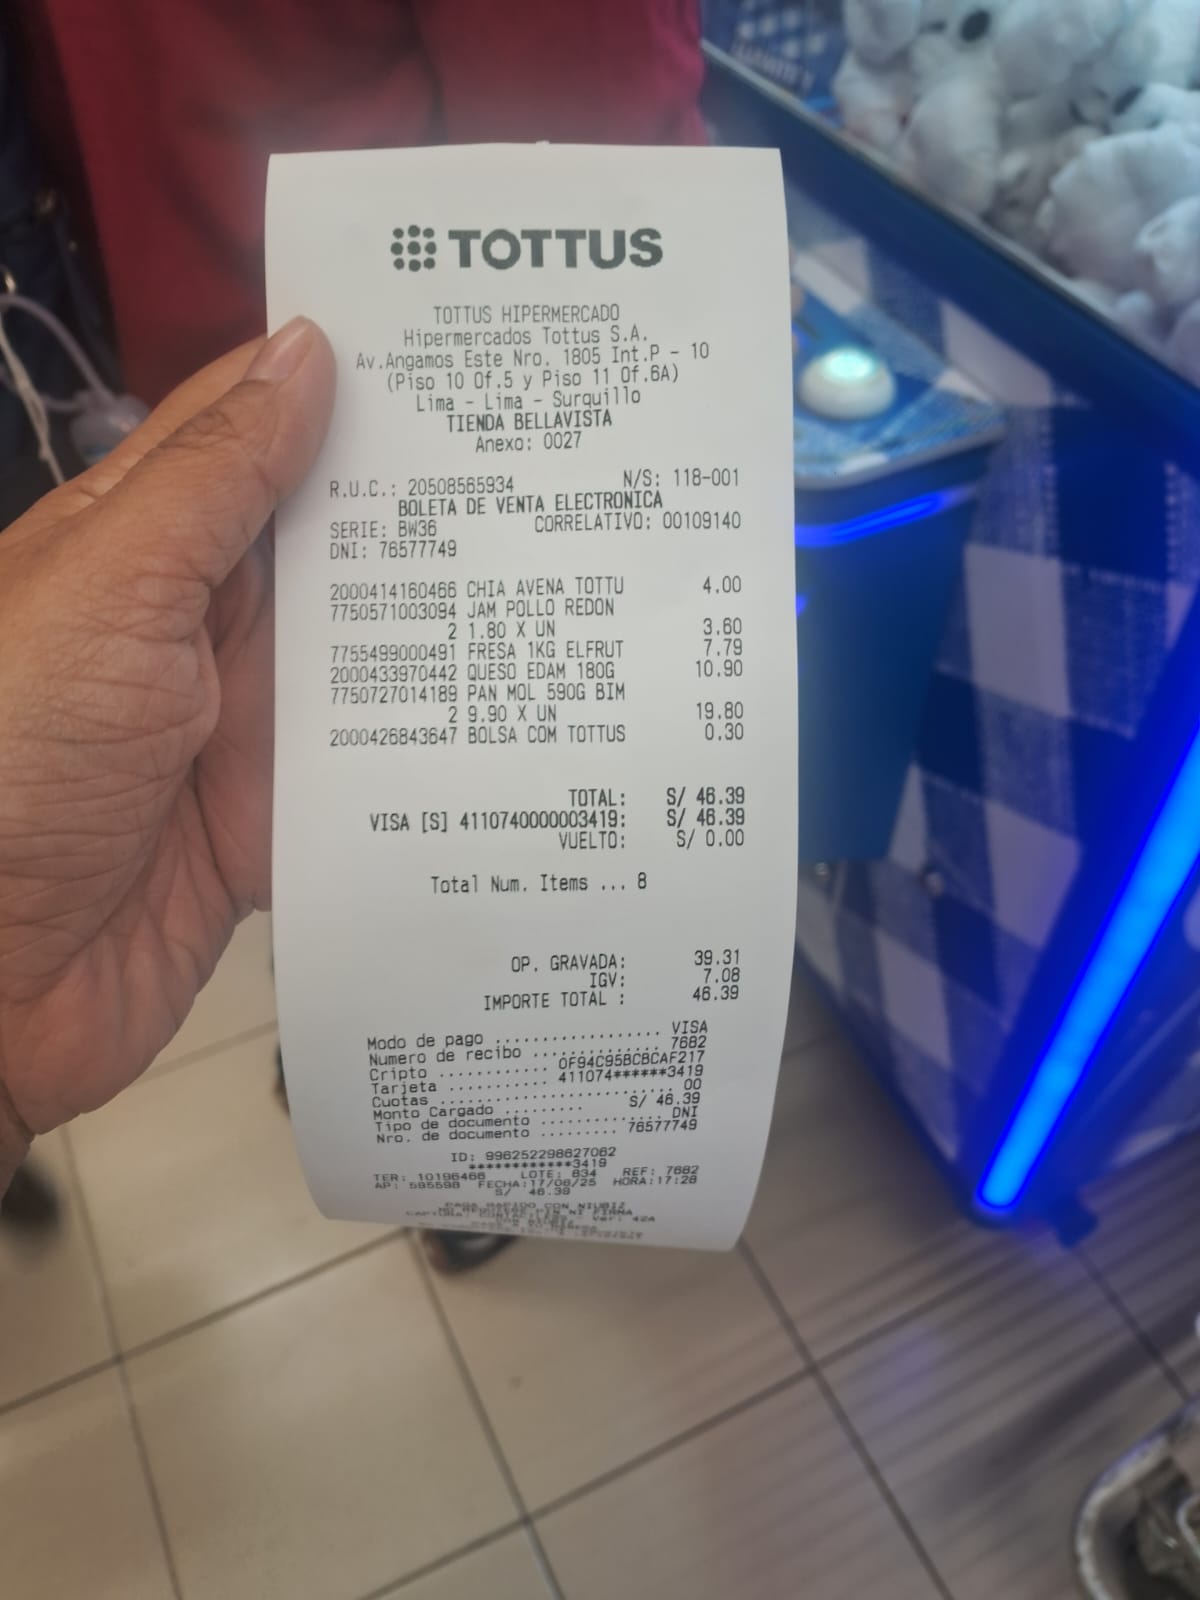 TOTTUS
TOTTUS HIPERMERCADO
Hipermercados Tottus S.A.
Av.Angamos Este Nro. 1805 Int.P - 10
(Piso 10 Of.5 y Piso 11 Of.6A)
Lima - Lima - Surquillo
TIENDA BELLAVISTA
Anexo: 0027
R.U.C.: 20508565934 N/S: 118-001
BOLETA DE VENTA ELECTRONICA
SERIE: BW36 CORRELATIVO: 00109140
DNI: 76577749
2000414160466 CHIA AVENA TOTTU 4.00
7750571003094 JAM POLLO REDON
2 1.80 X UN 3.60
7755499000491 FRESA 1KG ELFRUT 7.79
2000433970442 QUESO EDAM 180G 10.90
7750727014189 PAN MOL 590G BIM
2 9.90 X UN 19.80
2000426843647 BOLSA COM TOTTUS 0.30
TOTAL: S/ 46.39
VISA [S] 4110740000003419: S/ 46.39
VUELTO: S/ 0.00
Total Num. Items ... 8
OP. GRAVADA: 39.31
IGV: 7.08
IMPORTE TOTAL : 46.39
Modo de pago .................. VISA
Numero de recibo .............. 7682
Cripto ........... 0F94C95BCBCAF217
Tarjeta .......... 411074******3419
Cuotas .......................... 00
Monto Cargado ......... S/ 46.39
Tipo de documento ............. DNI
Nro. de documento ......... 76577749
ID: 996252298627062
************3419
TER: 10196466 LOTE: 834 REF: 7682
AP: 595598 FECHA:17/08/25 HORA:17:28
S/ 46.39
PAGA RAPIDO CON NIUBIZ